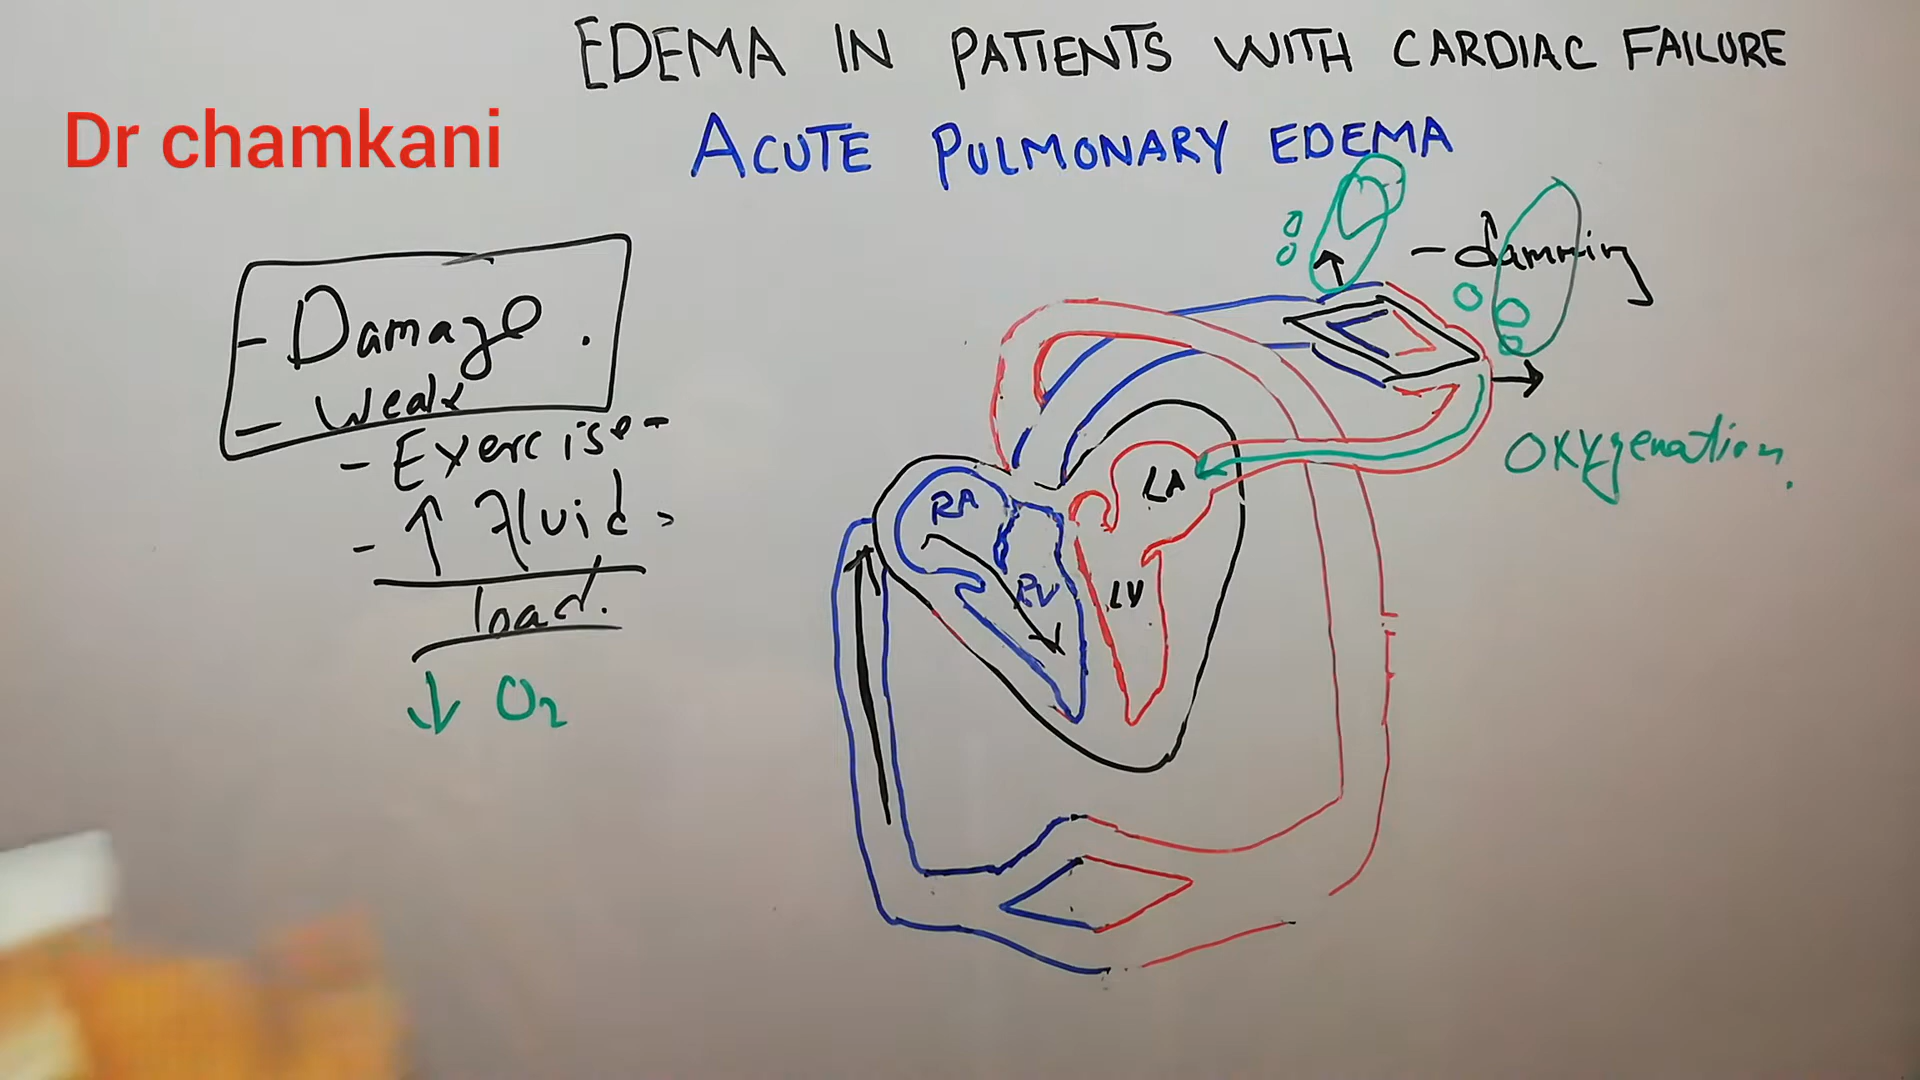 EDEMA IN PATIENTS WITH CARDIAC FAILURE
Dr chamkani
ACUTE PULMONARY EDEMA
- damming
- Damage .
- Weak
- Exercise -
- ↑ fluid
load.
↓ O2
Oxygenation.
RA
LA
RV
LV